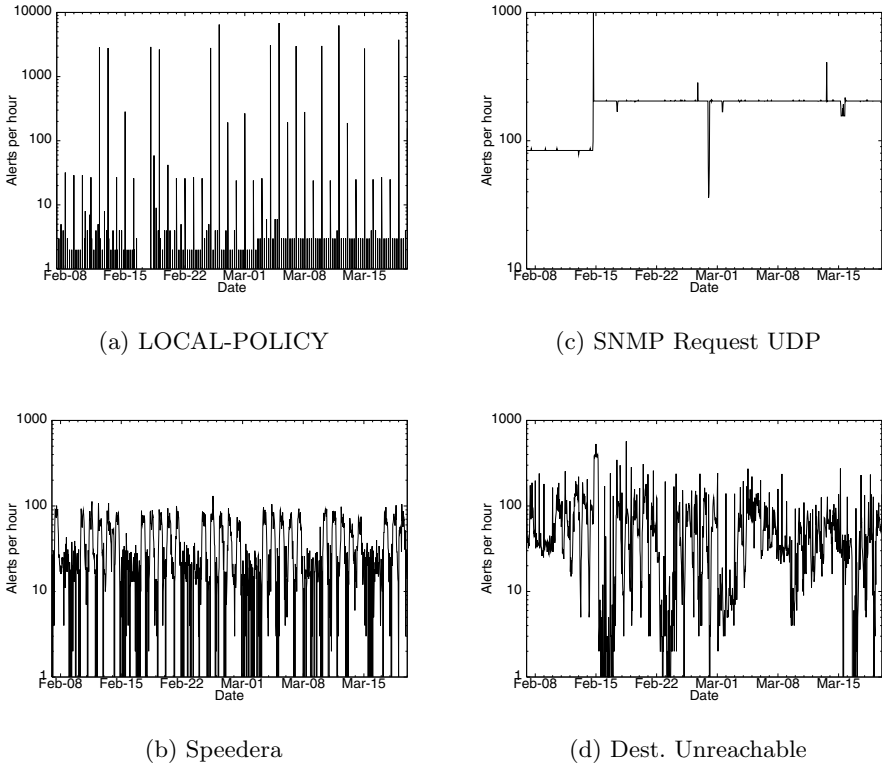 10000
1000
100
10
1
Alerts per hour
Feb-08 Feb-15 Feb-22 Mar-01 Mar-08 Mar-15
Date
(a) LOCAL-POLICY
1000
100
10
Alerts per hour
Feb-08 Feb-15 Feb-22 Mar-01 Mar-08 Mar-15
Date
(c) SNMP Request UDP
1000
100
10
1
Alerts per hour
Feb-08 Feb-15 Feb-22 Mar-01 Mar-08 Mar-15
Date
(b) Speedera
1000
100
10
1
Alerts per hour
Feb-08 Feb-15 Feb-22 Mar-01 Mar-08 Mar-15
Date
(d) Dest. Unreachable